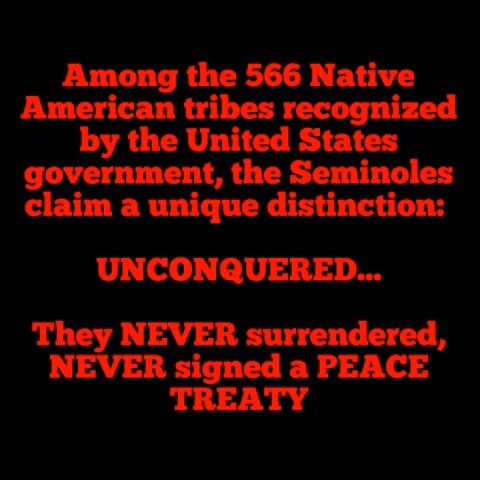 Among the 566 Native
American tribes recognized
by the United States
government, the Seminoles
claim a unique distinction:
UNCONQUERED...
They NEVER surrendered,
NEVER signed a PEACE
TREATY